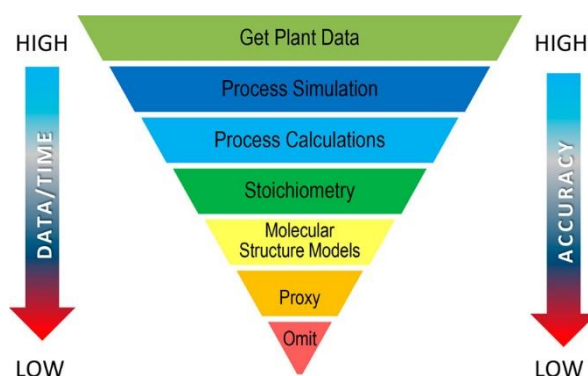 HIGH
Get Plant Data
HIGH
Process Simulation
Process Calculations
Stoichiometry
Molecular
Structure Models
Proxy
Omit
DATA/TIME
ACCURACY
LOW
LOW